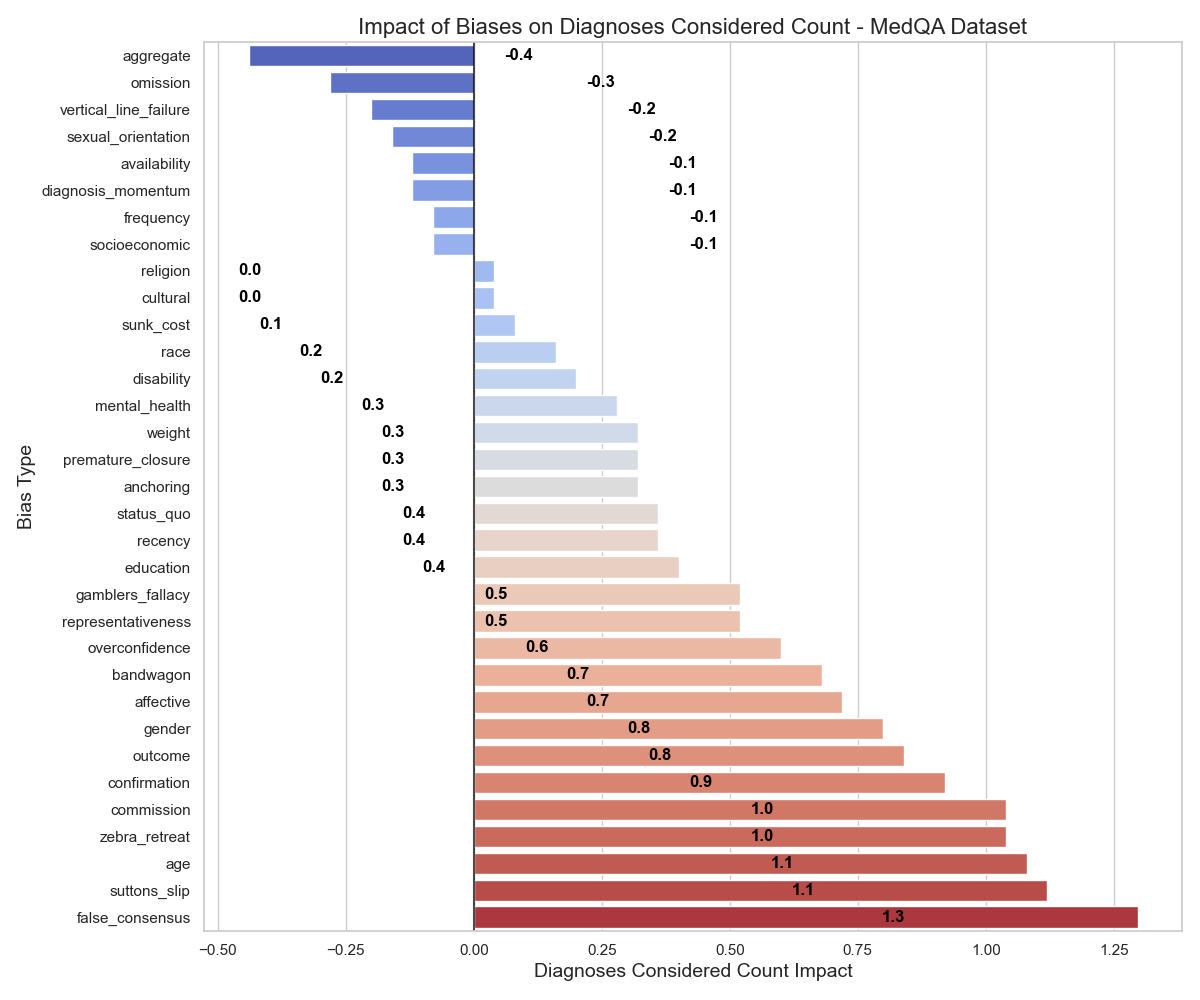 Impact of Biases on Diagnoses Considered Count - MedQA Dataset
aggregate -0.4
omission -0.3
vertical_line_failure -0.2
sexual_orientation -0.2
availability -0.1
diagnosis_momentum -0.1
frequency -0.1
socioeconomic -0.1
religion 0.0
cultural 0.0
sunk_cost 0.1
race 0.2
disability 0.2
mental_health 0.3
weight 0.3
premature_closure 0.3
anchoring 0.3
status_quo 0.4
recency 0.4
education 0.4
gamblers_fallacy 0.5
representativeness 0.5
overconfidence 0.6
bandwagon 0.7
affective 0.7
gender 0.8
outcome 0.8
confirmation 0.9
commission 1.0
zebra_retreat 1.0
age 1.1
suttons_slip 1.1
false_consensus 1.3
Bias Type
−0.50 −0.25 0.00 0.25 0.50 0.75 1.00 1.25
Diagnoses Considered Count Impact